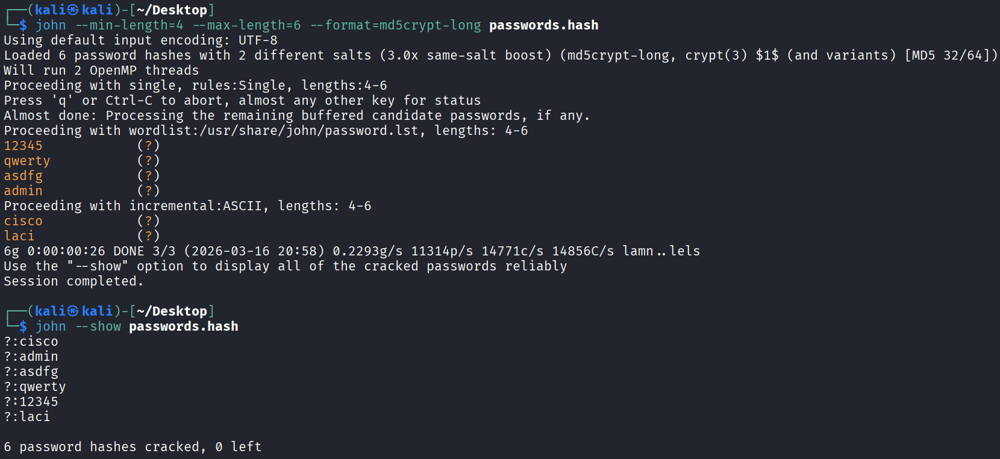 ┌──(kali㉿kali)-[~/Desktop]
└─$ john --min-length=4 --max-length=6 --format=md5crypt-long passwords.hash
Using default input encoding: UTF-8
Loaded 6 password hashes with 2 different salts (3.0x same-salt boost) (md5crypt-long, crypt(3) $1$ (and variants) [MD5 32/64])
Will run 2 OpenMP threads
Proceeding with single, rules:Single, lengths:4-6
Press 'q' or Ctrl-C to abort, almost any other key for status
Almost done: Processing the remaining buffered candidate passwords, if any.
Proceeding with wordlist:/usr/share/john/password.lst, lengths: 4-6
12345            (?)
qwerty           (?)
asdfg            (?)
admin            (?)
Proceeding with incremental:ASCII, lengths: 4-6
cisco            (?)
laci             (?)
6g 0:00:00:26 DONE 3/3 (2026-03-16 20:58) 0.2293g/s 11314p/s 14771c/s 14856C/s lamn..lels
Use the "--show" option to display all of the cracked passwords reliably
Session completed.
┌──(kali㉿kali)-[~/Desktop]
└─$ john --show passwords.hash
?:cisco
?:admin
?:asdfg
?:qwerty
?:12345
?:laci
6 password hashes cracked, 0 left